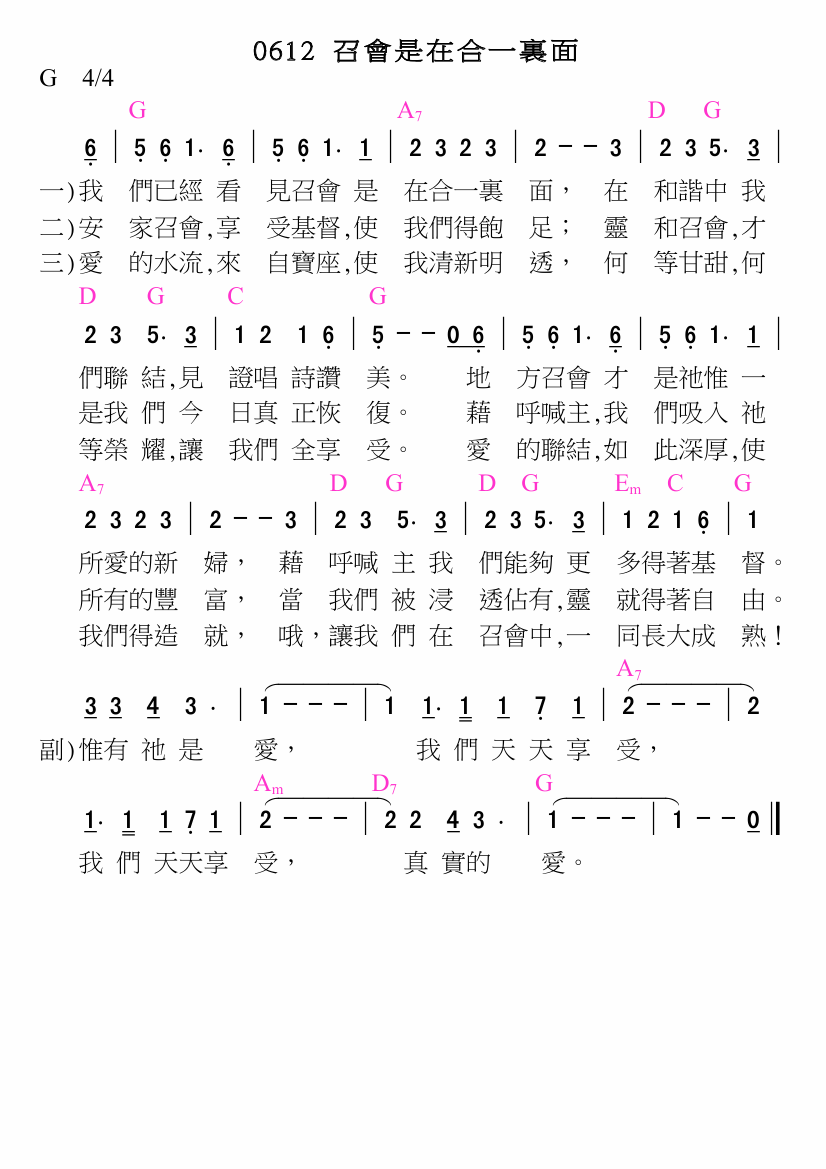 0612 召會是在合一裏面
G 4/4
G A7 D G
6 | 5 6 1· 6 | 5 6 1· 1 | 2 3 2 3 | 2 − − 3 | 2 3 5· 3 |
一)我 們已經 看 見召會 是 在合一裏 面， 在 和諧中 我
二)安 家召會,享 受基督,使 我們得飽 足； 靈 和召會,才
三)愛 的水流,來 自寶座,使 我清新明 透， 何 等甘甜,何
D G C G
2 3 5· 3 | 1 2 1 6 | 5 − − 0 6 | 5 6 1· 6 | 5 6 1· 1 |
們聯 結,見 證唱 詩讚 美。 地 方召會 才 是祂惟 一
是我 們 今 日真 正恢 復。 藉 呼喊主,我 們吸入 祂
等榮 耀,讓 我們 全享 受。 愛 的聯結,如 此深厚,使
A7 D G D G Em C G
2 3 2 3 | 2 − − 3 | 2 3 5· 3 | 2 3 5· 3 | 1 2 1 6 | 1
所愛的新 婦， 藉 呼喊 主 我 們能夠 更 多得著基 督。
所有的豐 富， 當 我們 被 浸 透佔有,靈 就得著自 由。
我們得造 就， 哦，讓我 們 在 召會中,一 同長大成 熟！
A7
3 3 4 3 · | 1 − − − | 1 1· 1 1 7 1 | 2 − − − | 2
副)惟有 祂 是 愛， 我 們 天 天 享 受，
Am D7 G
1· 1 1 7 1 | 2 − − − | 2 2 4 3 · | 1 − − − | 1 − − 0 ‖
我 們 天天享 受， 真 實的 愛。